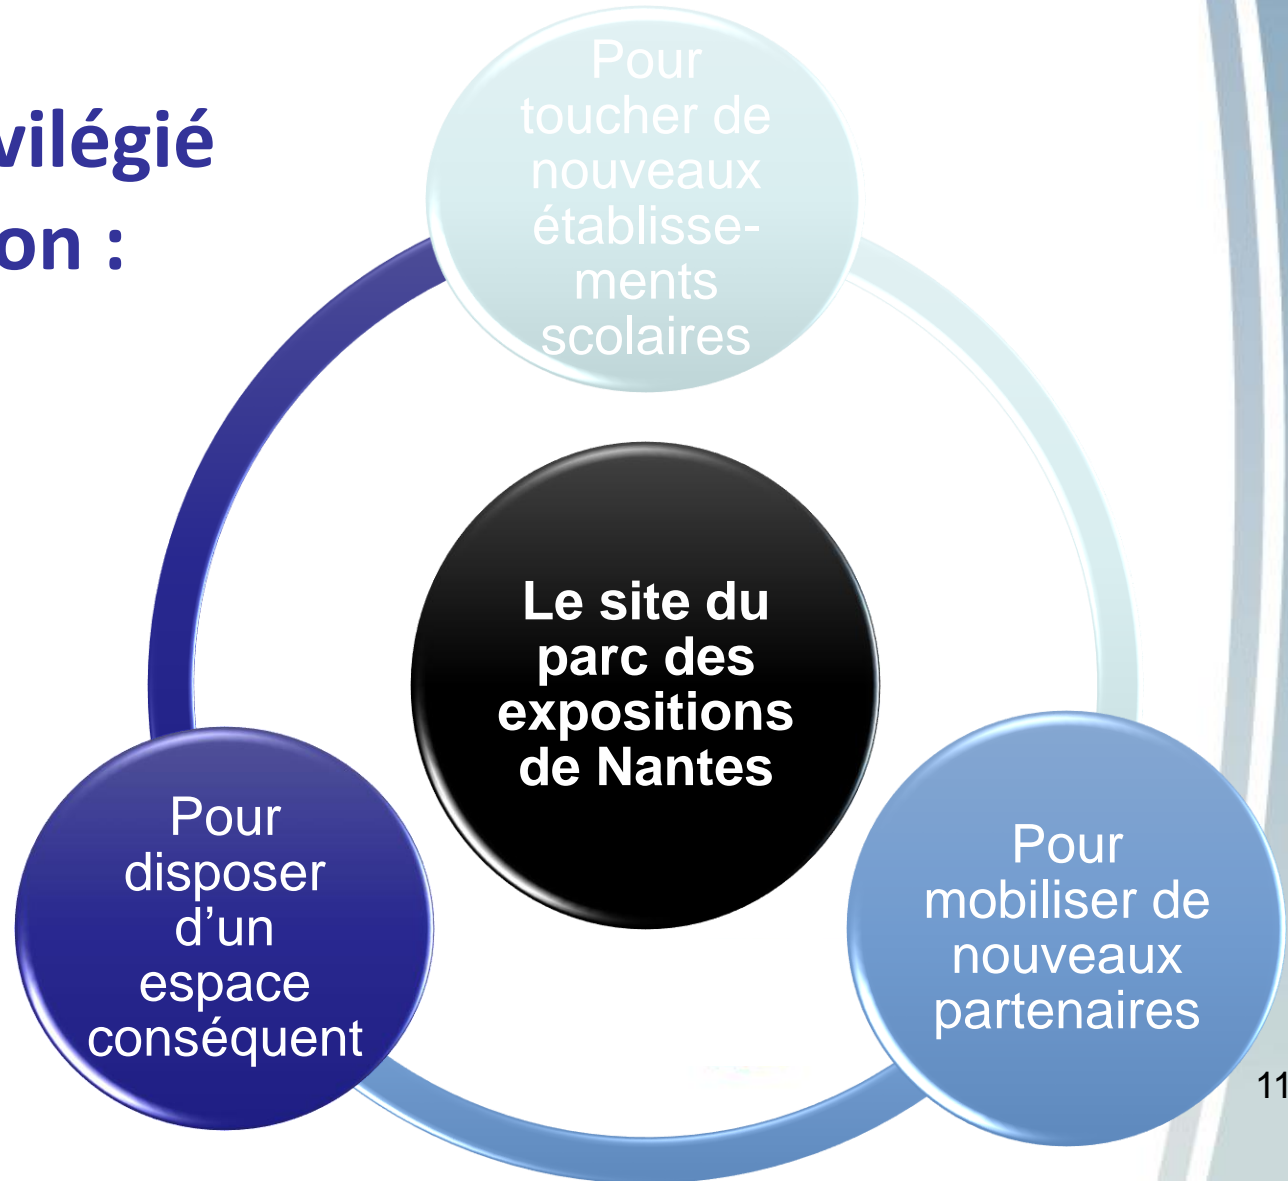 vilégié
on :
Pour
toucher de
nouveaux
établisse-
ments
scolaires
Le site du
parc des
expositions
de Nantes
Pour
disposer
d’un
espace
conséquent
Pour
mobiliser de
nouveaux
partenaires
11